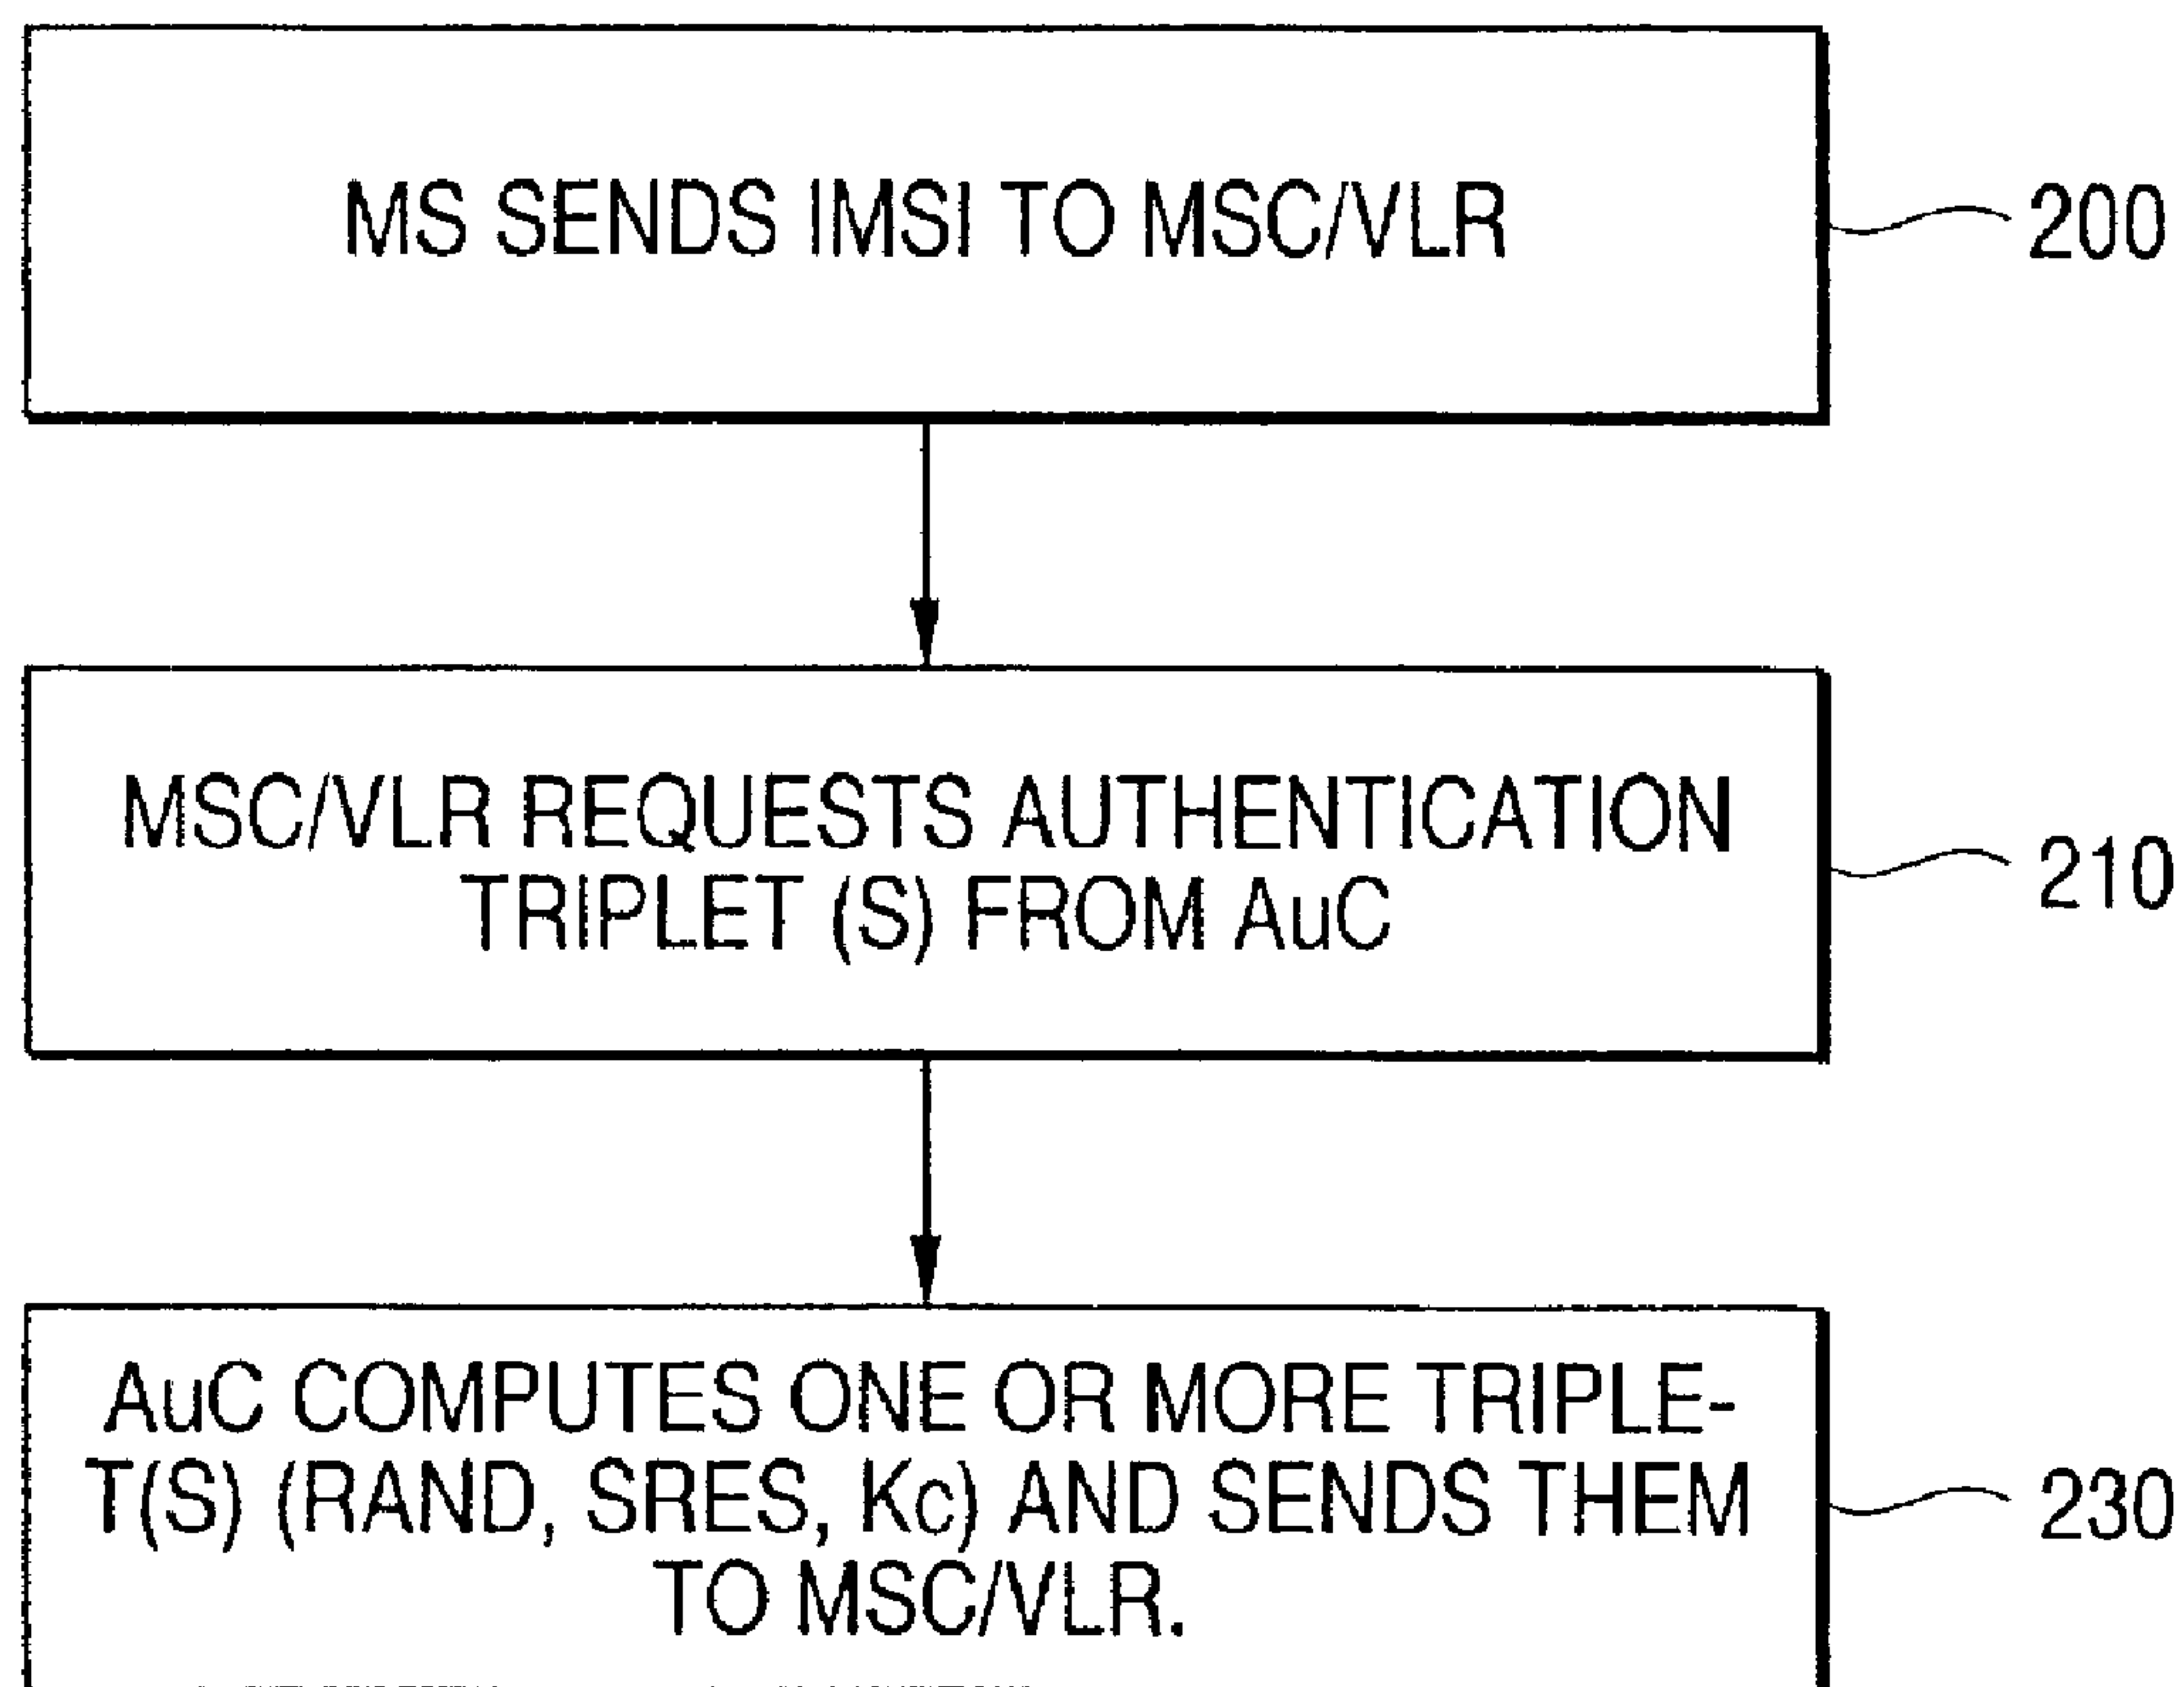 MS SENDS IMSI TO MSC/VLR
200
MSC/VLR REQUESTS AUTHENTICATION
TRIPLET (S) FROM AuC
210
AuC COMPUTES ONE OR MORE TRIPLE-
T(S) (RAND, SRES, Kc) AND SENDS THEM
TO MSC/VLR.
230